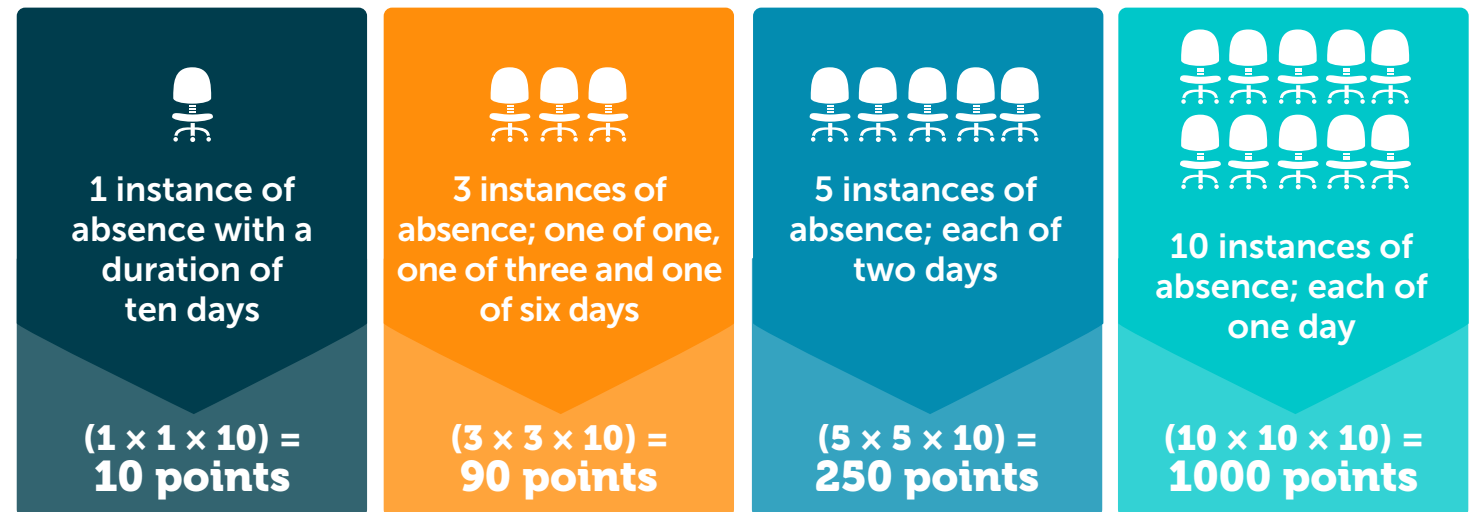 1 instance of
absence with a
duration of
ten days
(1 × 1 × 10) =
10 points
3 instances of
absence; one of one,
one of three and one
of six days
(3 × 3 × 10) =
90 points
5 instances of
absence; each of
two days
(5 × 5 × 10) =
250 points
10 instances of
absence; each of
one day
(10 × 10 × 10) =
1000 points